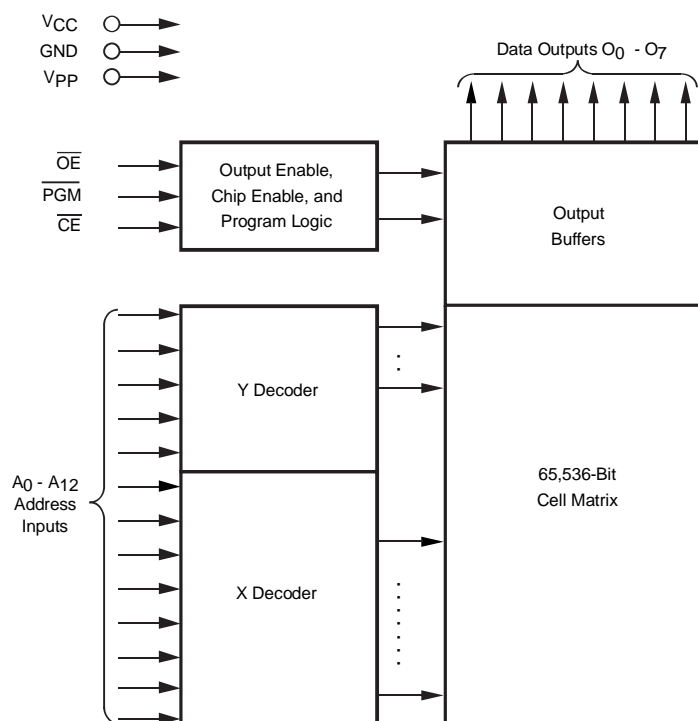 VCC
GND
VPP
Data Outputs O0 - O7
OE
PGM
CE
Output Enable,
Chip Enable, and
Program Logic
Output
Buffers
Y Decoder
A0 - A12
Address
Inputs
65,536-Bit
Cell Matrix
X Decoder